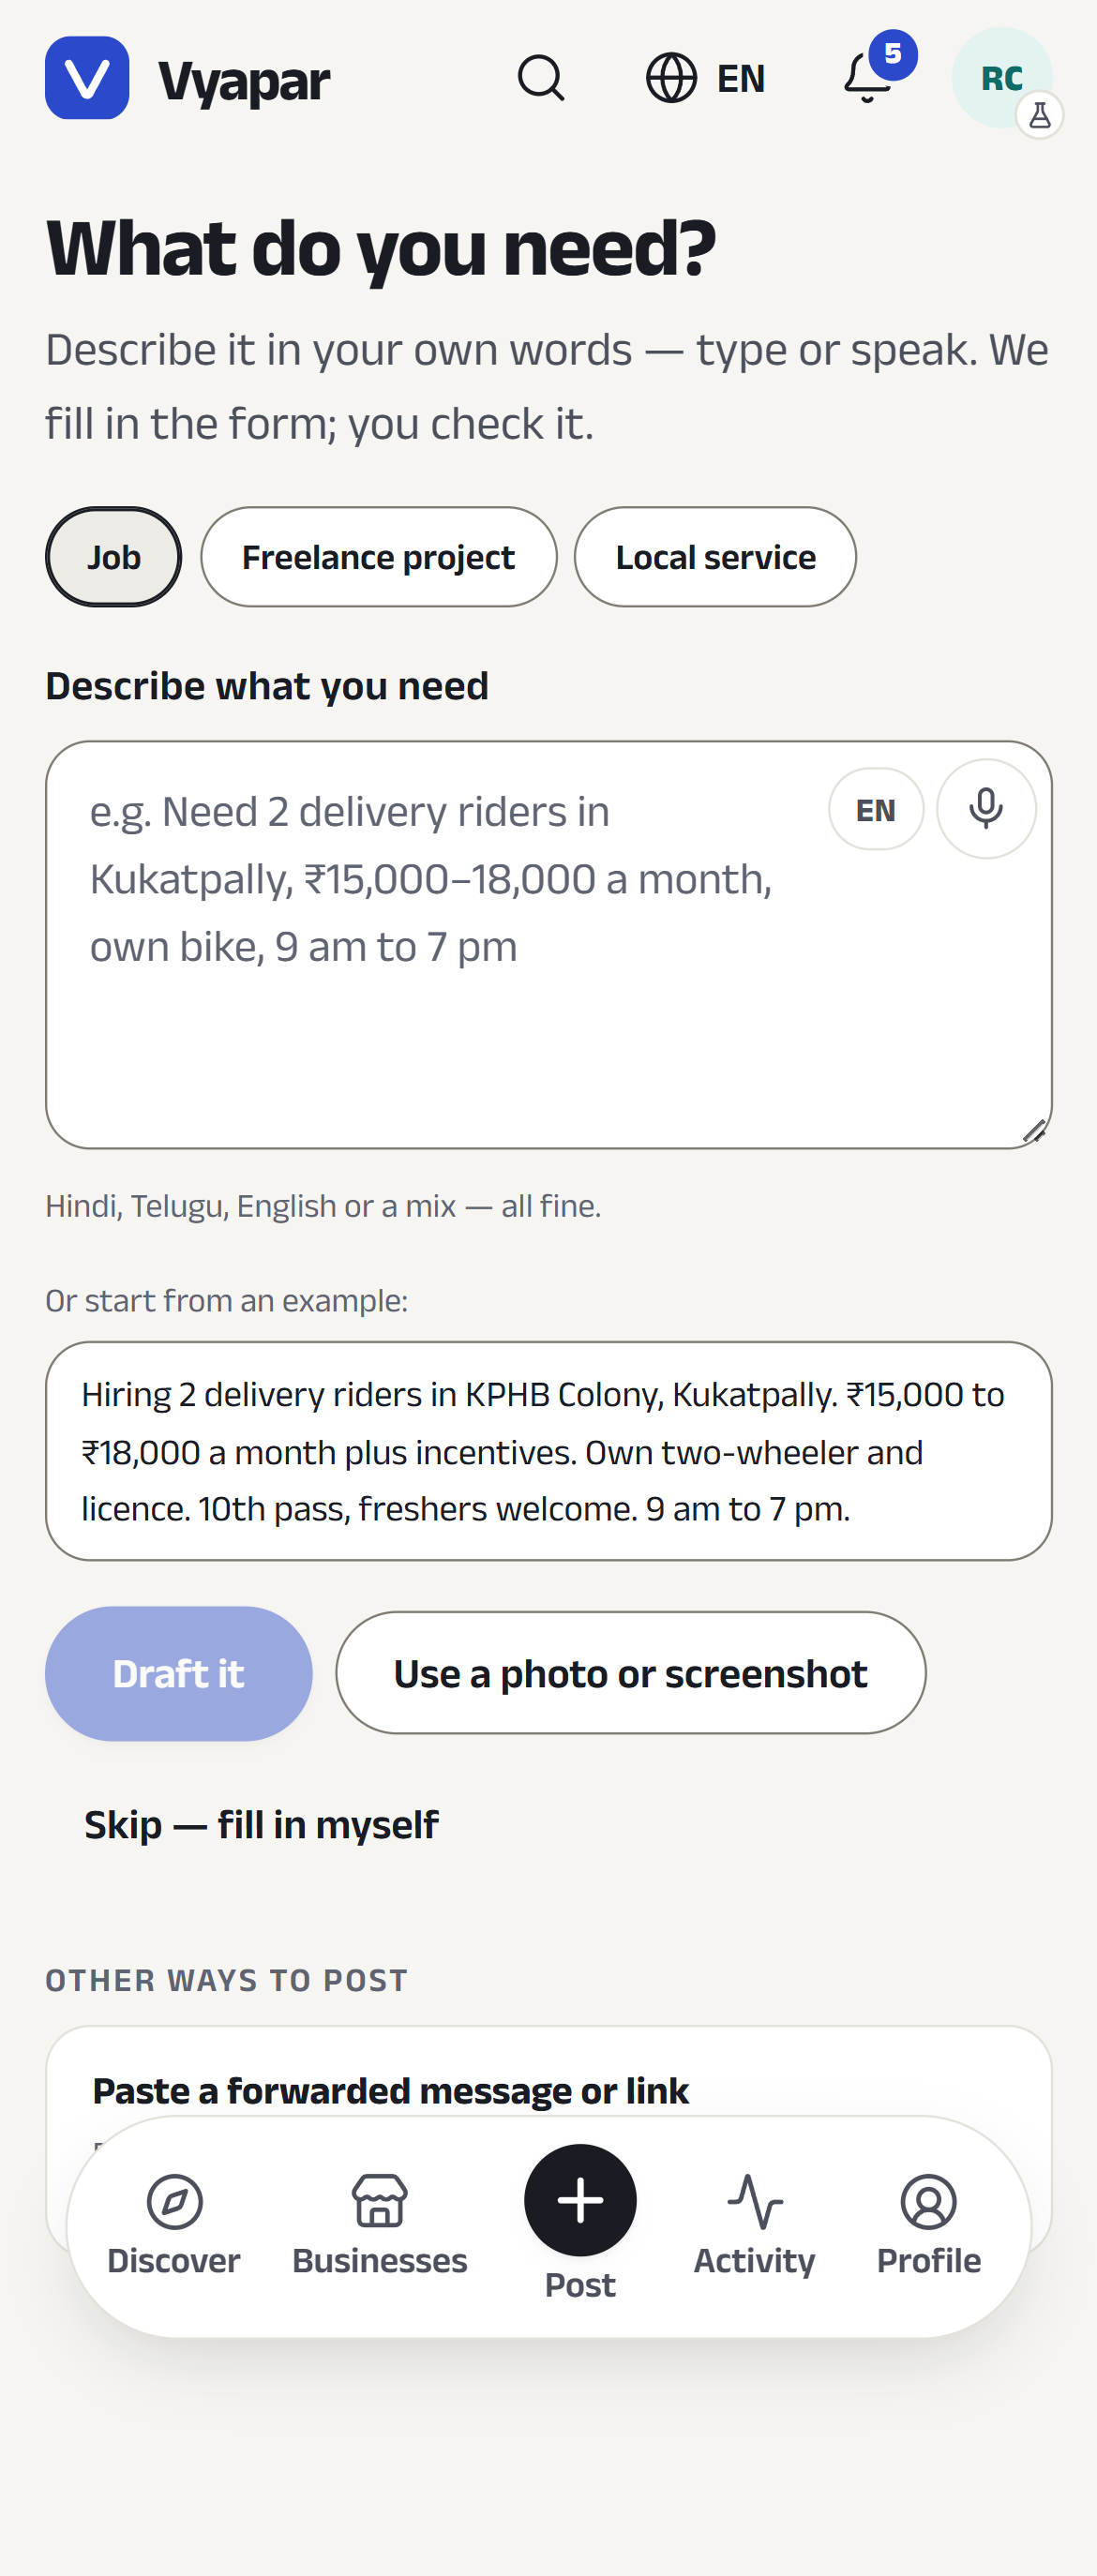 Vyapar
EN
5
RC
What do you need?
Describe it in your own words — type or speak. We
fill in the form; you check it.
Job
Freelance project
Local service
Describe what you need
e.g. Need 2 delivery riders in
Kukatpally, ₹15,000–18,000 a month,
own bike, 9 am to 7 pm
EN
Hindi, Telugu, English or a mix — all fine.
Or start from an example:
Hiring 2 delivery riders in KPHB Colony, Kukatpally. ₹15,000 to
₹18,000 a month plus incentives. Own two-wheeler and
licence. 10th pass, freshers welcome. 9 am to 7 pm.
Draft it
Use a photo or screenshot
Skip — fill in myself
OTHER WAYS TO POST
Paste a forwarded message or link
Discover
Businesses
Post
Activity
Profile